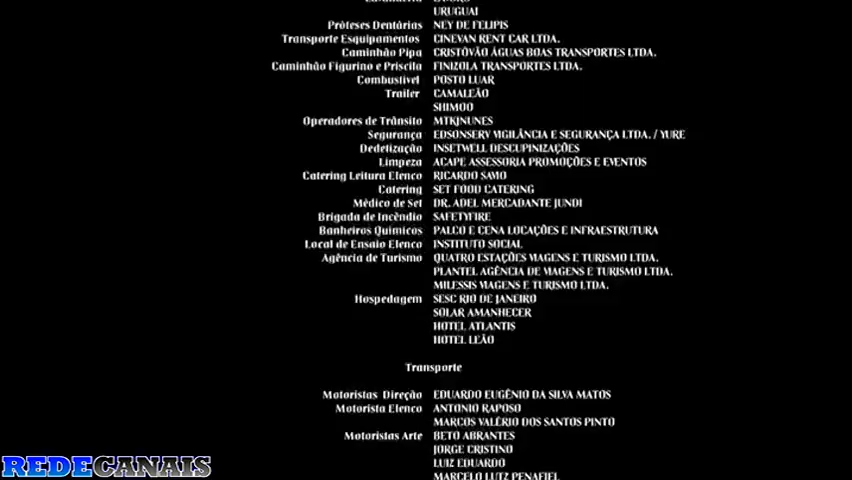 URUGUAI
Próteses Dentárias NEY DE FELIPIS
Transporte Esquipamentos CINEVAN RENT CAR LTDA.
Caminhão Pipa CRISTÓVÃO ÁGUAS BOAS TRANSPORTES LTDA.
Caminhão Figurino e Priscila FINIZOLA TRANSPORTES LTDA.
Combustível POSTO LUAR
Trailer CAMALEÃO
SHIMOO
Operadores de Trânsito MTKJNUNES
Segurança EDSONSERV VIGILÂNCIA E SEGURANÇA LTDA. / YURE
Dedetização INSETWELL DESCUPINIZAÇÕES
Limpeza ACAPE ASSESSORIA PROMOÇÕES E EVENTOS
Catering Leitura Elenco RICARDO SAVO
Catering SET FOOD CATERING
Médico de Set DR. ADEL MERCADANTE JUNDI
Brigada de Incêndio SAFETYFIRE
Banheiros Químicos PALCO E CENA LOCAÇÕES E INFRAESTRUTURA
Local de Ensaio Elenco INSTITUTO SOCIAL
Agência de Turismo QUATRO ESTAÇÕES VIAGENS E TURISMO LTDA.
PLANTEL AGÊNCIA DE VIAGENS E TURISMO LTDA.
MILESSIS VIAGENS E TURISMO LTDA.
Hospedagem SESC RIO DE JANEIRO
SOLAR AMANHECER
HOTEL ATLANTIS
HOTEL LEÃO
Transporte
Motoristas Direção EDUARDO EUGÊNIO DA SILVA MATOS
Motorista Elenco ANTONIO RAPOSO
MARCOS VALÉRIO DOS SANTOS PINTO
Motoristas Arte BETO ABRANTES
JORGE CRISTINO
LUIZ EDUARDO
MARCELO LUTZ PENAFIEL
REDECANAIS